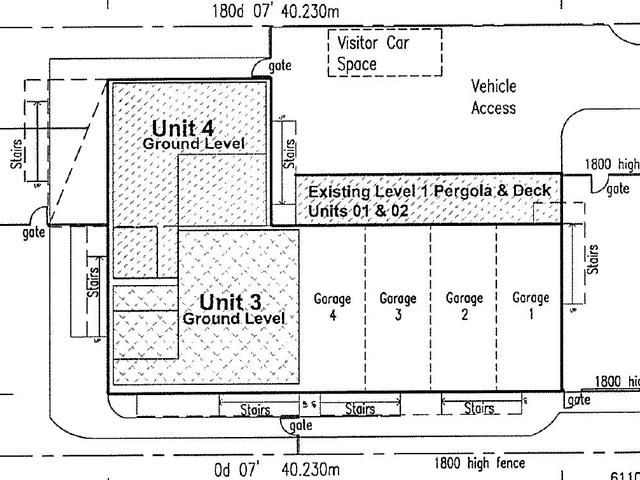 180d 07' 40.230m
Visitor Car
Space
gate
Vehicle
Access
Unit 4
Ground Level
Stairs
Stairs
1800 high
gate
Existing Level 1 Pergola & Deck
Units 01 & 02
gate
Stairs
Stairs
Unit 3
Ground Level
Garage
4
Garage
3
Garage
2
Garage
1
1800 hig
gate
Stairs
Stairs
Stairs
gate
0d 07' 40.230m
1800 high fence
6110